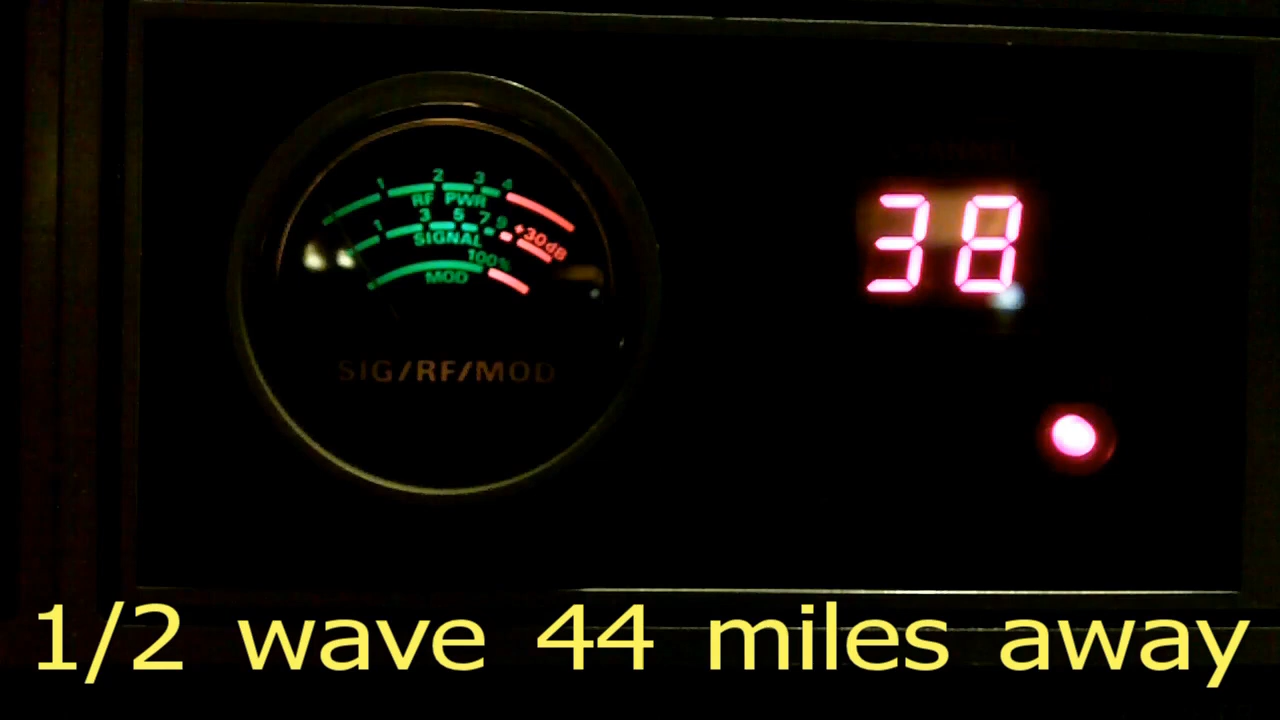 1 2 3 4
RF PWR
1 3 5 7 9 +30dB
SIGNAL
100%
MOD
SIG/RF/MOD
CHANNEL
38
1/2 wave 44 miles away